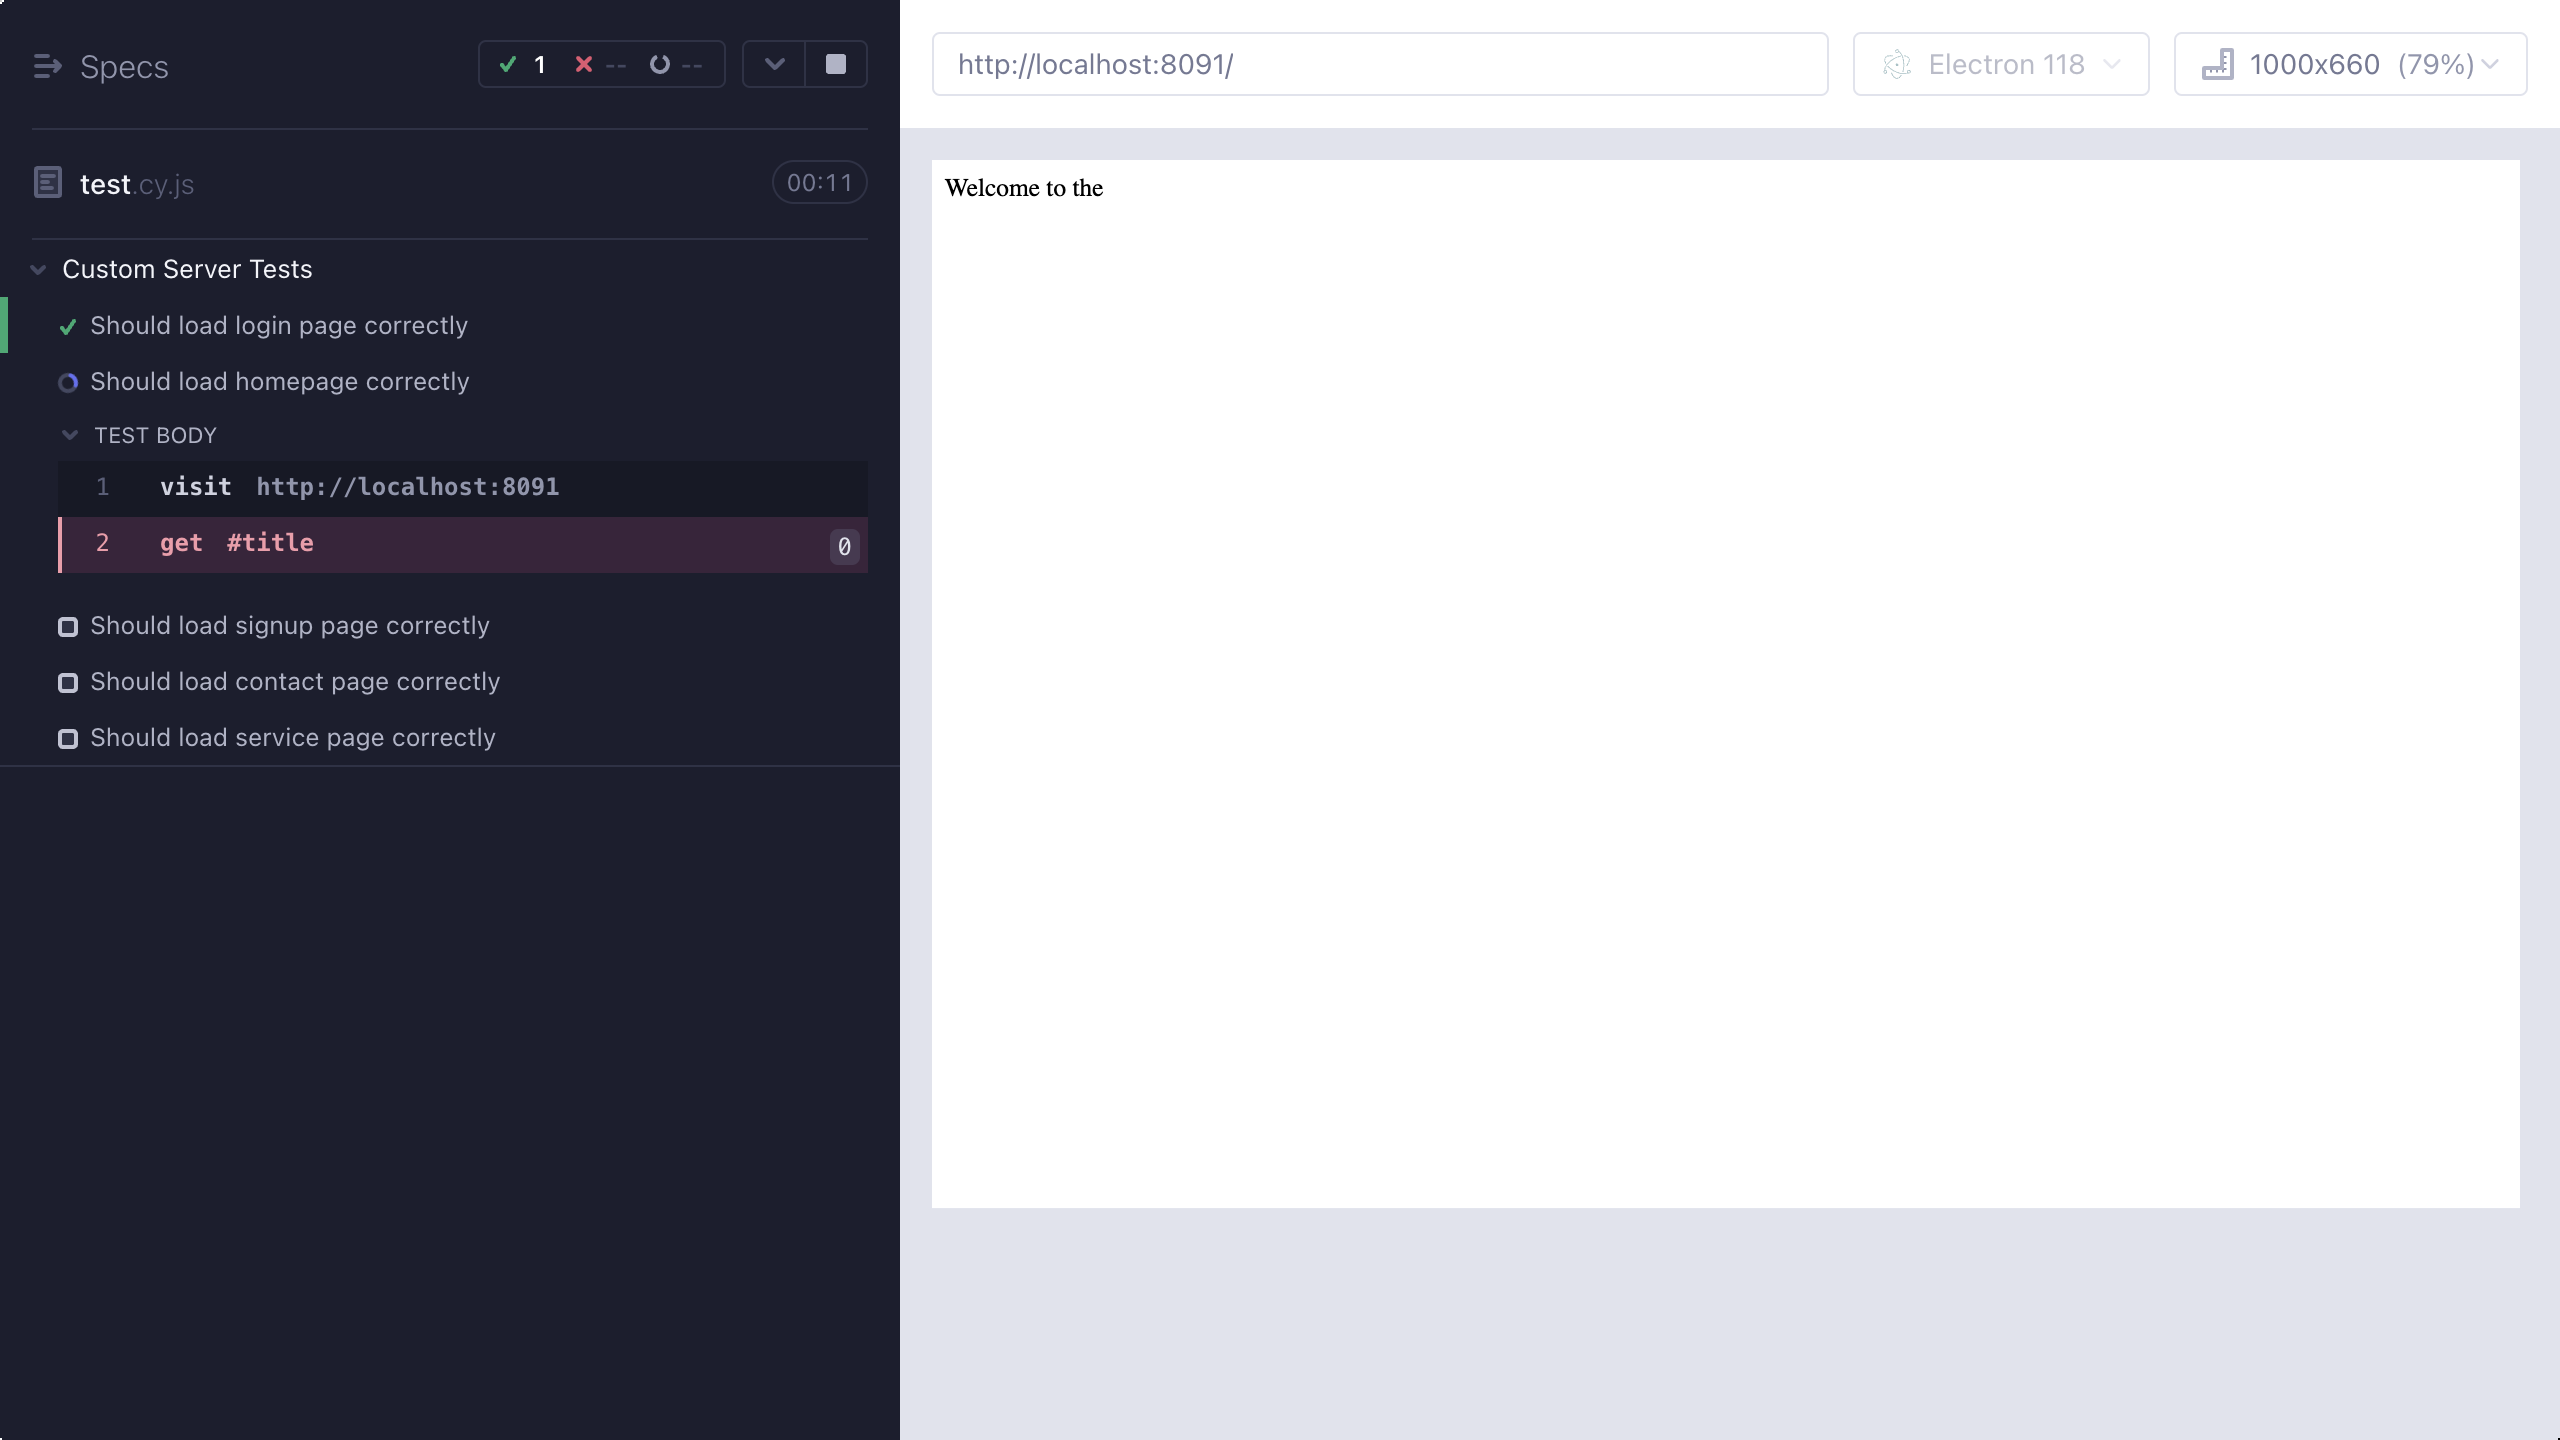 Specs
1 -- --
test.cy.js
00:11
Custom Server Tests
Should load login page correctly
Should load homepage correctly
TEST BODY
1 visit http://localhost:8091
2 get #title 0
Should load signup page correctly
Should load contact page correctly
Should load service page correctly
http://localhost:8091/
Electron 118
1000x660 (79%)
Welcome to the